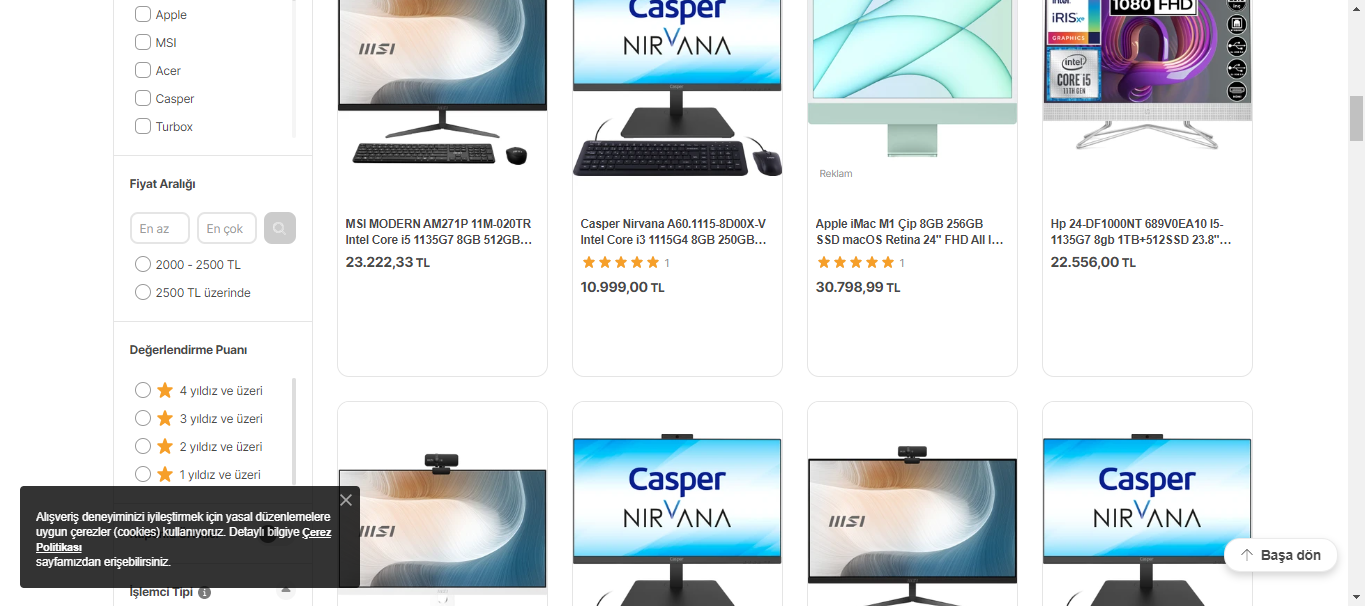 Apple
MSI
Acer
Casper
Turbox
Fiyat Aralığı
En az
En çok
2000 - 2500 TL
2500 TL üzerinde
Değerlendirme Puanı
4 yıldız ve üzeri
3 yıldız ve üzeri
2 yıldız ve üzeri
1 yıldız ve üzeri
Alışveriş deneyiminizi iyileştirmek için yasal düzenlemelere
uygun çerezler (cookies) kullanıyoruz. Detaylı bilgiye Çerez
Politikası
sayfamızdan erişebilirsiniz.
İşlemci Tipi
msi
MSI MODERN AM271P 11M-020TR
Intel Core i5 1135G7 8GB 512GB...
23.222,33 TL
Casper
NIRVANA
Casper Nirvana A60.1115-8D00X-V
Intel Core i3 1115G4 8GB 250GB...
1
10.999,00 TL
Reklam
Apple iMac M1 Çip 8GB 256GB
SSD macOS Retina 24'' FHD All I...
1
30.798,99 TL
1080 FHD
intel
iRIS Xe
GRAPHICS
intel
CORE i5
11TH GEN
Hp 24-DF1000NT 689V0EA10 I5-
1135G7 8gb 1TB+512SSD 23.8''...
22.556,00 TL
msi
Casper
NIRVANA
msi
Casper
NIRVANA
Başa dön